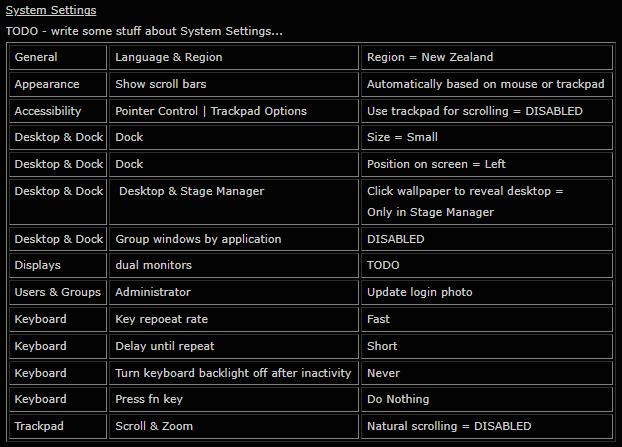 System Settings
TODO - write some stuff about System Settings...
General Language & Region Region = New Zealand
Appearance Show scroll bars Automatically based on mouse or trackpad
Accessibility Pointer Control | Trackpad Options Use trackpad for scrolling = DISABLED
Desktop & Dock Dock Size = Small
Desktop & Dock Dock Position on screen = Left
Desktop & Dock Desktop & Stage Manager Click wallpaper to reveal desktop =
Only in Stage Manager
Desktop & Dock Group windows by application DISABLED
Displays dual monitors TODO
Users & Groups Administrator Update login photo
Keyboard Key repoeat rate Fast
Keyboard Delay until repeat Short
Keyboard Turn keyboard backlight off after inactivity Never
Keyboard Press fn key Do Nothing
Trackpad Scroll & Zoom Natural scrolling = DISABLED